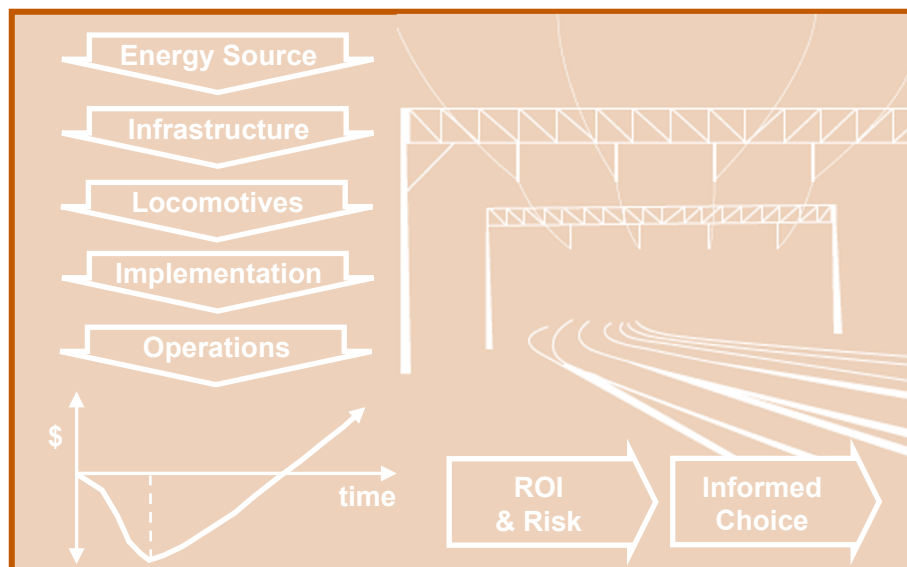 Energy Source
Infrastructure
Locomotives
Implementation
Operations
$
time
ROI
& Risk
Informed
Choice